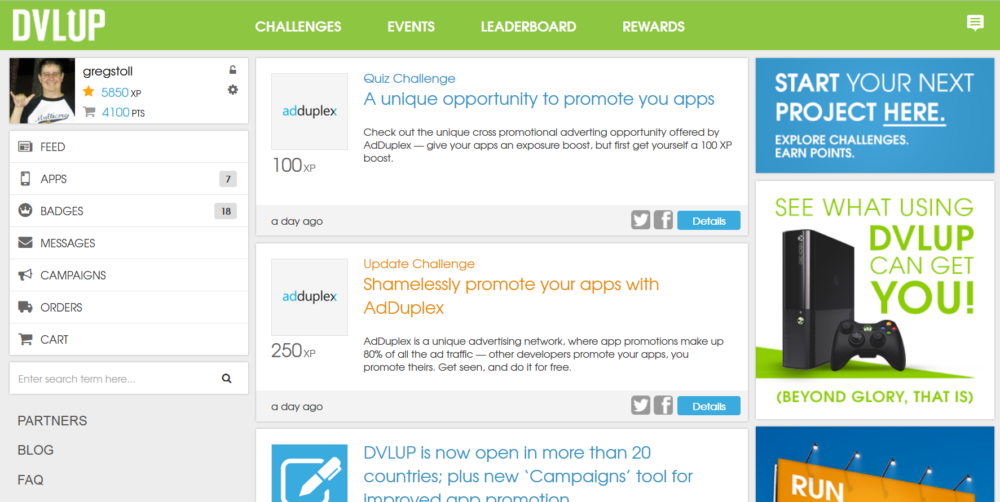 DVLUP
CHALLENGES
EVENTS
LEADERBOARD
REWARDS
gregstoll
5850 XP
4100 PTS
Multicore
FEED
APPS
7
BADGES
18
MESSAGES
CAMPAIGNS
ORDERS
CART
Enter search term here...
PARTNERS
BLOG
FAQ
adduplex
100 XP
Quiz Challenge
A unique opportunity to promote you apps
Check out the unique cross promotional adverting opportunity offered by
AdDuplex — give your apps an exposure boost, but first get yourself a 100 XP
boost.
a day ago
Details
adduplex
250 XP
Update Challenge
Shamelessly promote your apps with
AdDuplex
AdDuplex is a unique advertising network, where app promotions make up
80% of all the ad traffic — other developers promote your apps, you
promote theirs. Get seen, and do it for free.
a day ago
Details
DVLUP is now open in more than 20
countries; plus new ‘Campaigns’ tool for
improved app promotion
START YOUR NEXT
PROJECT HERE.
EXPLORE CHALLENGES.
EARN POINTS.
SEE WHAT USING
DVLUP
CAN GET
YOU!
XBOX 360
(BEYOND GLORY, THAT IS)
RUN